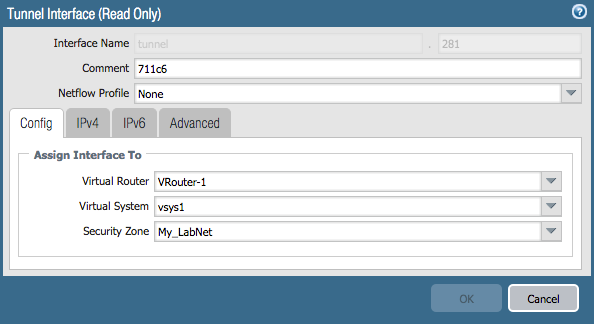 Tunnel Interface (Read Only)
Interface Name tunnel . 281
Comment 711c6
Netflow Profile None
Config IPv4 IPv6 Advanced
Assign Interface To
Virtual Router VRouter-1
Virtual System vsys1
Security Zone My_LabNet
OK Cancel